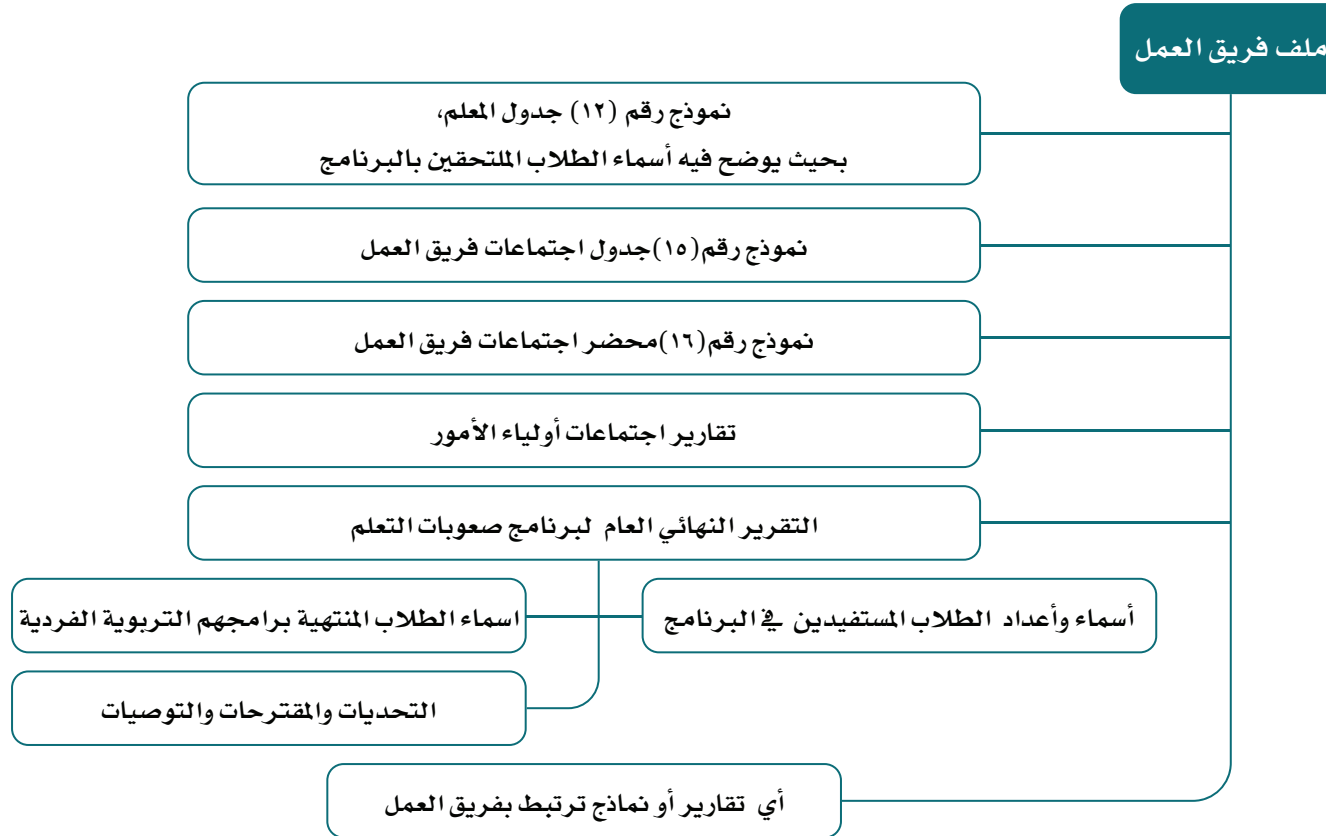 ملف فريق العمل
نموذج رقم (١٢) جدول المعلم،
بحيث يوضح فيه أسماء الطلاب الملتحقين بالبرنامج
نموذج رقم(١٥)جدول اجتماعات فريق العمل
نموذج رقم(١٦)محضر اجتماعات فريق العمل
تقارير اجتماعات أولياء الأمور
التقرير النهائي العام لبرنامج صعوبات التعلم
أسماء وأعداد الطلاب المستفيدين في البرنامج
اسماء الطلاب المنتهية برامجهم التربوية الفردية
التحديات والمقترحات والتوصيات
أي تقارير أو نماذج ترتبط بفريق العمل